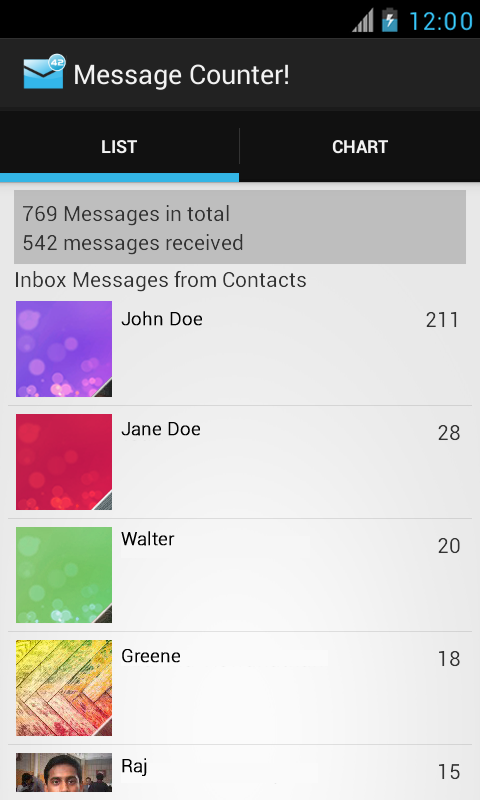 12:00
42
Message Counter!
LIST
CHART
769 Messages in total
542 messages received
Inbox Messages from Contacts
John Doe 211
Jane Doe 28
Walter 20
Greene 18
Raj 15